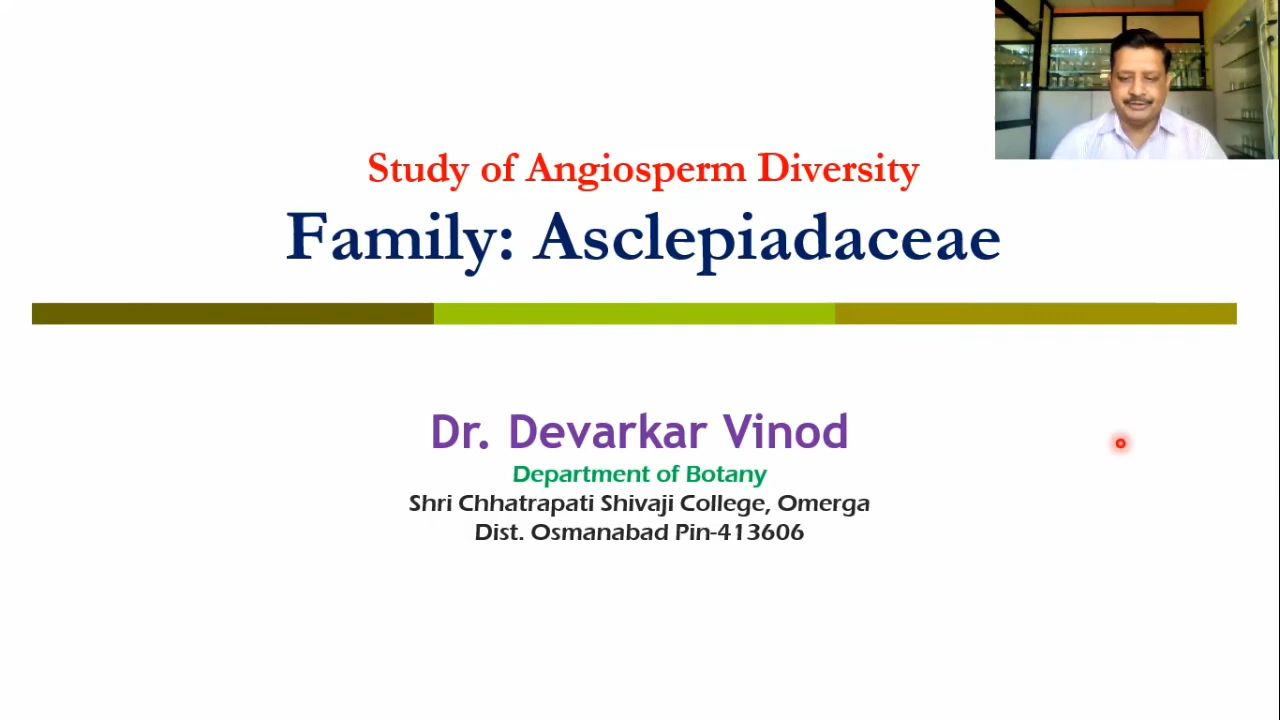 Study of Angiosperm Diversity
Family: Asclepiadaceae
Dr. Devarkar Vinod
Department of Botany
Shri Chhatrapati Shivaji College, Omerga
Dist. Osmanabad Pin-413606